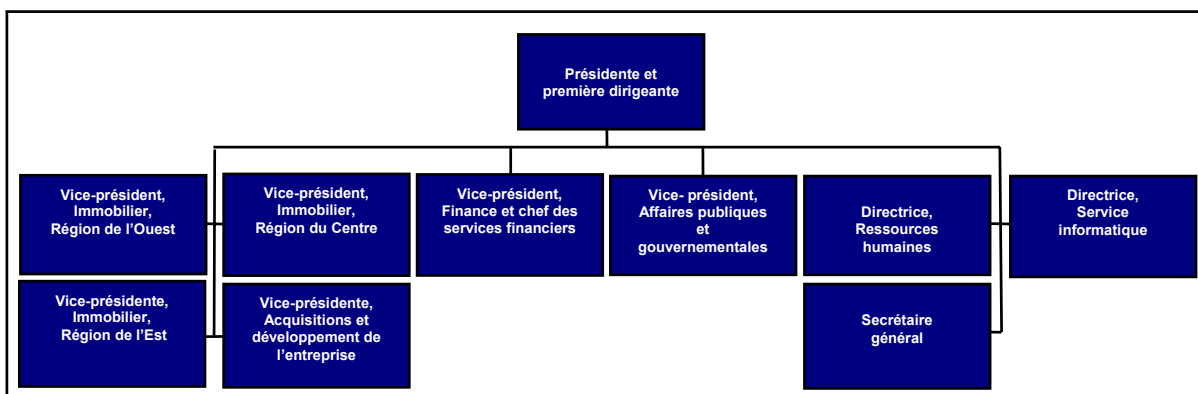 Présidente et
première dirigeante
Vice-président,
Immobilier,
Région de l'Ouest
Vice-président,
Immobilier,
Région du Centre
Vice-président,
Finance et chef des
services financiers
Vice- président,
Affaires publiques
et
gouvernementales
Directrice,
Ressources
humaines
Directrice,
Service
informatique
Vice-présidente,
Immobilier,
Région de l'Est
Vice-présidente,
Acquisitions et
développement de
l'entreprise
Secrétaire
général